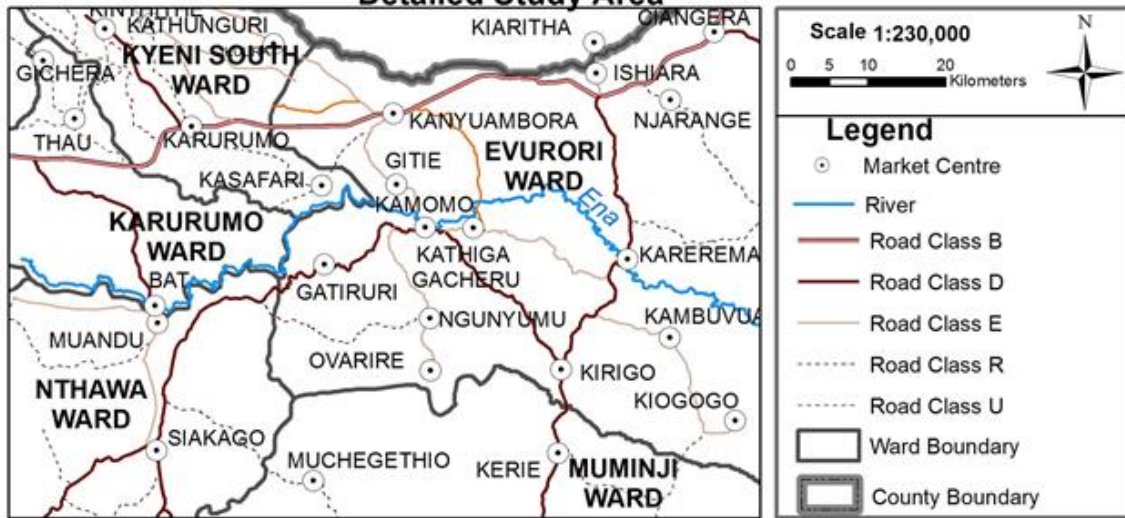 Detailed Study Area
KATHUNGURI
KIARITHA
CIANGERA
KYENI SOUTH
WARD
GICHERA
ISHIARA
THAU
KARURUMO
KANYUAMBORA
NJARANGE
GITIE
EVURORI
WARD
KASAFARI
KAMOMO
Ena
KARURUMO
WARD
BAT
KATHIGA
GACHERU
KAREREMA
GATIRURI
MUANDU
NGUNYUMU
KAMBUVUA
OVARIRE
KIRIGO
NTHAWA
WARD
KIOGOGO
SIAKAGO
MUCHEGETHIO
KERIE
MUMINJI
WARD
Scale 1:230,000
0 5 10 20
Kilometers
N
Legend
Market Centre
River
Road Class B
Road Class D
Road Class E
Road Class R
Road Class U
Ward Boundary
County Boundary